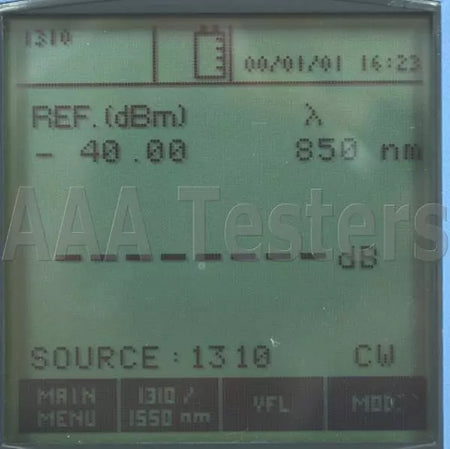 1310
00/01/01 16:23
REF.(dBm) λ
- 40.00 850 nm
AAA Testers
------- dB
SOURCE : 1310 CW
MAIN MENU 1310 / 1550 nm VFL MOD.